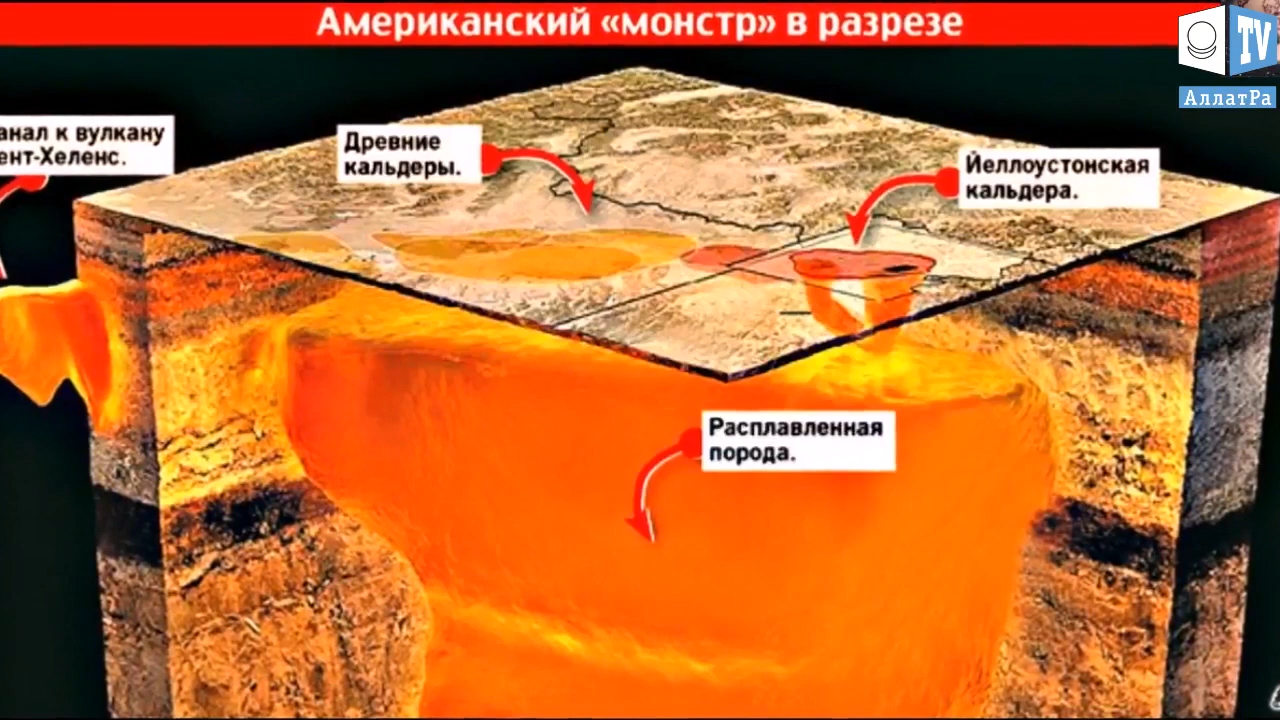 Американский «монстр» в разрезе
TV
АллатРа
анал к вулкану
ент-Хеленс.
Древние
кальдеры.
Йеллоустонская
кальдера.
Расплавленная
порода.